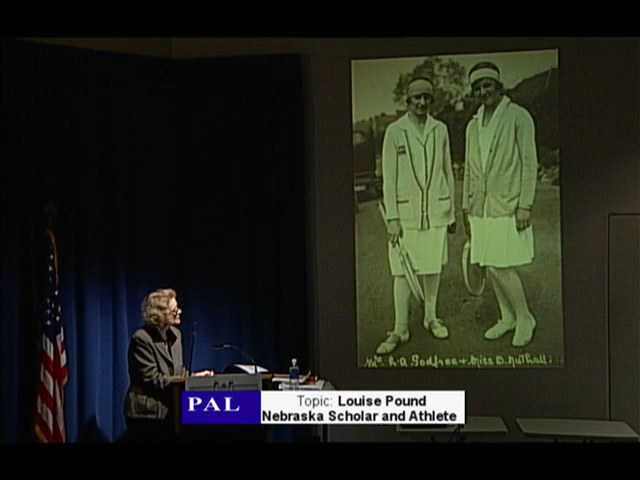 Mrs L.A Godfree + Miss B. Nuthall.
PAL
Topic: Louise Pound
Nebraska Scholar and Athlete